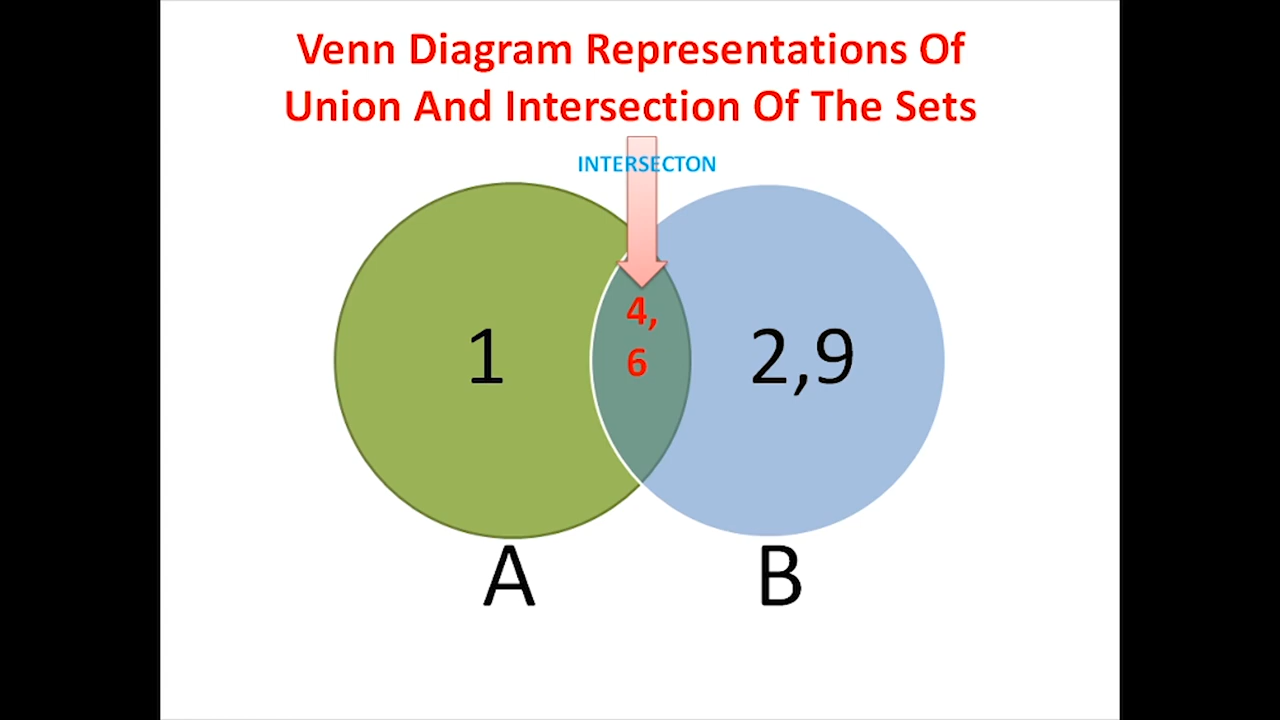 Venn Diagram Representations Of
Union And Intersection Of The Sets
INTERSECTON
4,
6
1
2,9
A
B